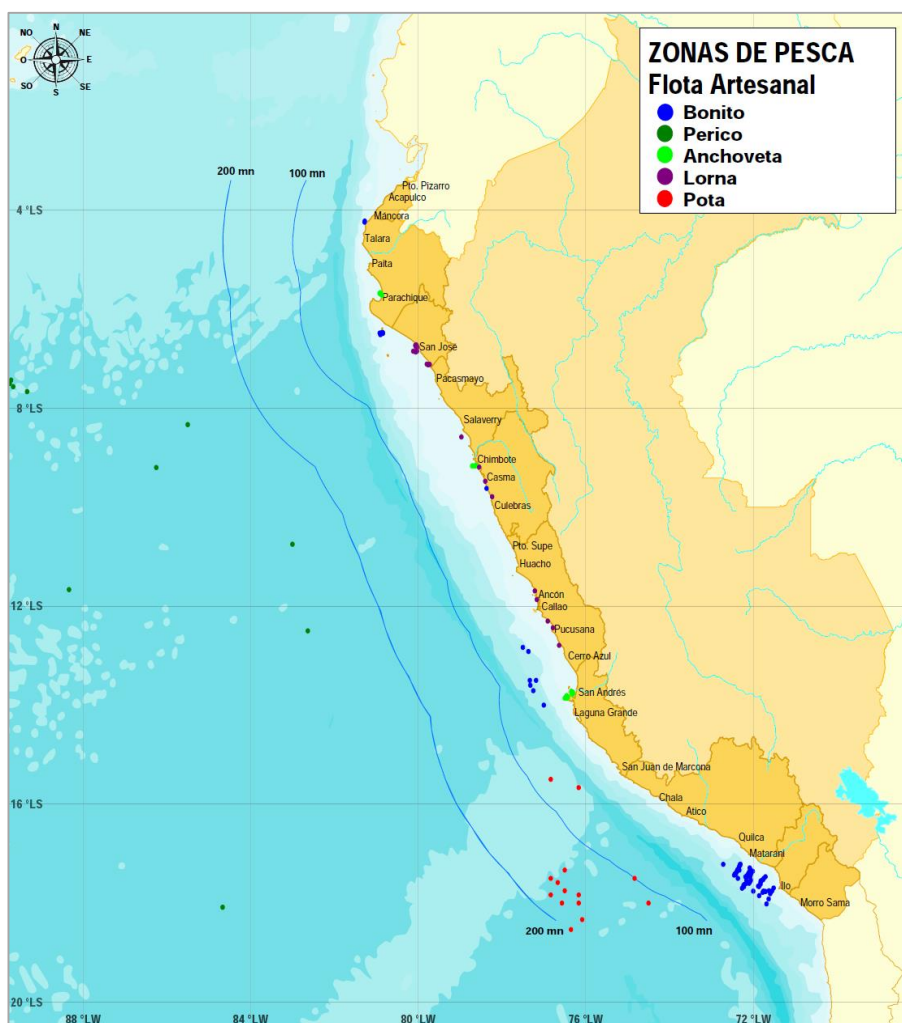 N
NO
NE
O
E
SO
SE
S
ZONAS DE PESCA
Flota Artesanal
Bonito
Perico
Anchoveta
Lorna
Pota
200 mn
100 mn
Pto. Pizarro
Acapulco
4 °LS
Máncora
Talara
Paita
Parachique
San José
Pacasmayo
8 °LS
Salaverry
Chimbote
Casma
Culebras
Pto. Supe
Huacho
Ancón
12 °LS
Callao
Pucusana
Cerro Azul
San Andrés
Laguna Grande
San Juan de Marcona
Chala
16 °LS
Atico
Quilca
Matarani
Ilo
Morro Sama
200 mn
100 mn
20 °LS
88 °LW
84 °LW
80 °LW
76 °LW
72 °LW